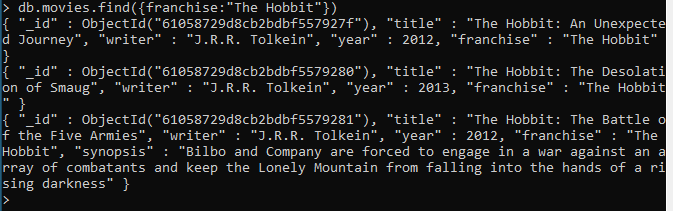 > db.movies.find({franchise:"The Hobbit"})
{ "_id" : ObjectId("61058729d8cb2bdbf557927f"), "title" : "The Hobbit: An Unexpecte
d Journey", "writer" : "J.R.R. Tolkein", "year" : 2012, "franchise" : "The Hobbit"
}
{ "_id" : ObjectId("61058729d8cb2bdbf5579280"), "title" : "The Hobbit: The Desolati
on of Smaug", "writer" : "J.R.R. Tolkein", "year" : 2013, "franchise" : "The Hobbit
" }
{ "_id" : ObjectId("61058729d8cb2bdbf5579281"), "title" : "The Hobbit: The Battle o
f the Five Armies", "writer" : "J.R.R. Tolkein", "year" : 2012, "franchise" : "The
Hobbit", "synopsis" : "Bilbo and Company are forced to engage in a war against an a
rray of combatants and keep the Lonely Mountain from falling into the hands of a ri
sing darkness" }
>